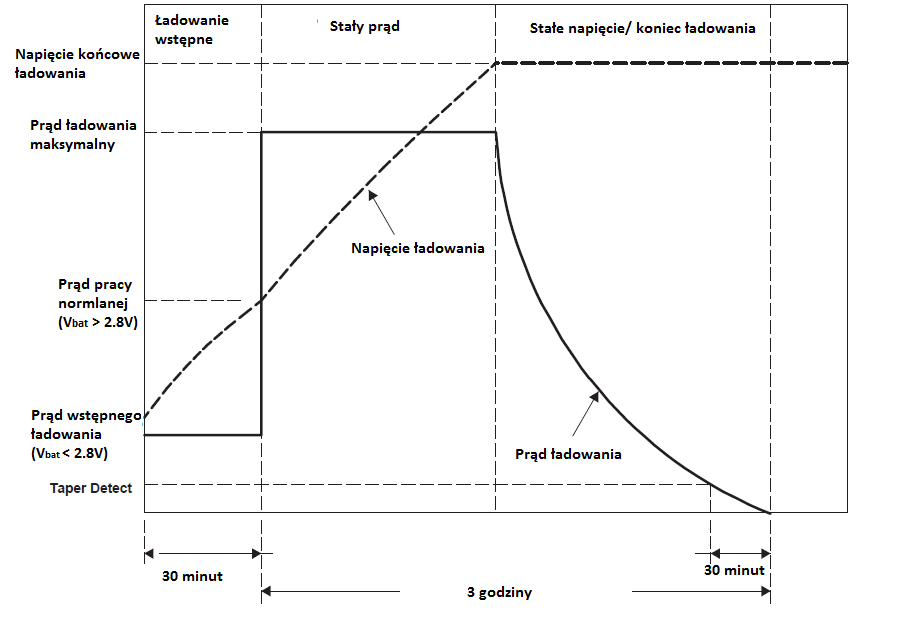 Ładowanie
wstępne
Stały prąd
Stałe napięcie/ koniec ładowania
Napięcie końcowe
ładowania
Prąd ładowania
maksymalny
Napięcie ładowania
Prąd pracy
normlanej
(Vbat > 2.8V)
Prąd wstępnego
ładowania
(Vbat < 2.8V)
Prąd ładowania
Taper Detect
30 minut
30 minut
3 godziny